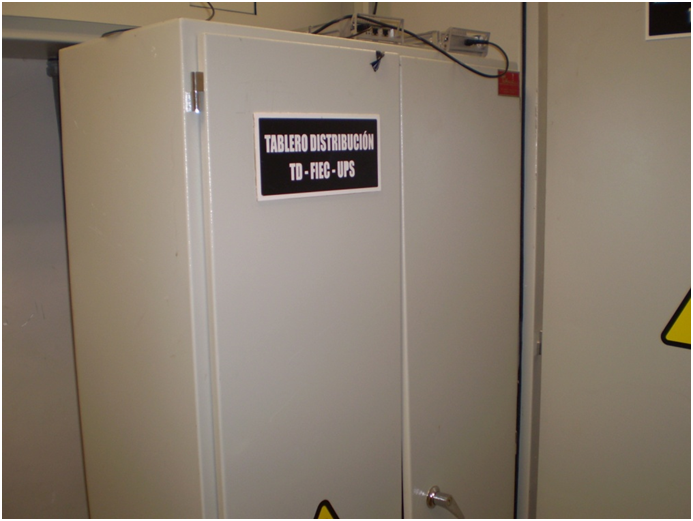 TABLERO DISTRIBUCIÓN
TD - FIEC - UPS